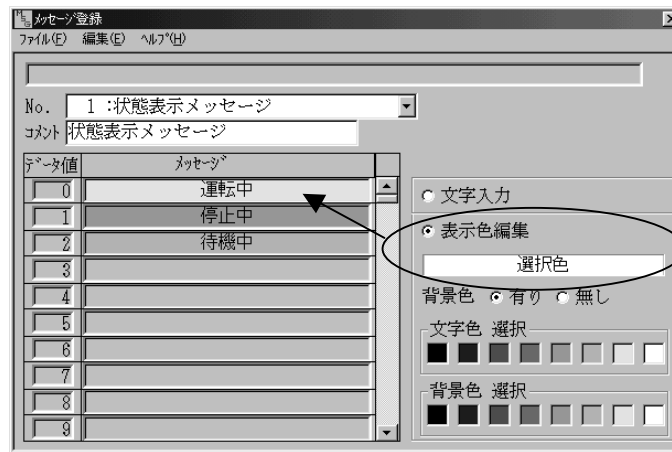 メッセージ登録
ファイル(F) 編集(E) ヘルプ(H)
No. 1 :状態表示メッセージ
コメント 状態表示メッセージ
データ値 メッセージ
0 運転中
1 停止中
2 待機中
3
4
5
6
7
8
9
文字入力
表示色編集
選択色
背景色 有り 無し
文字色 選択
背景色 選択